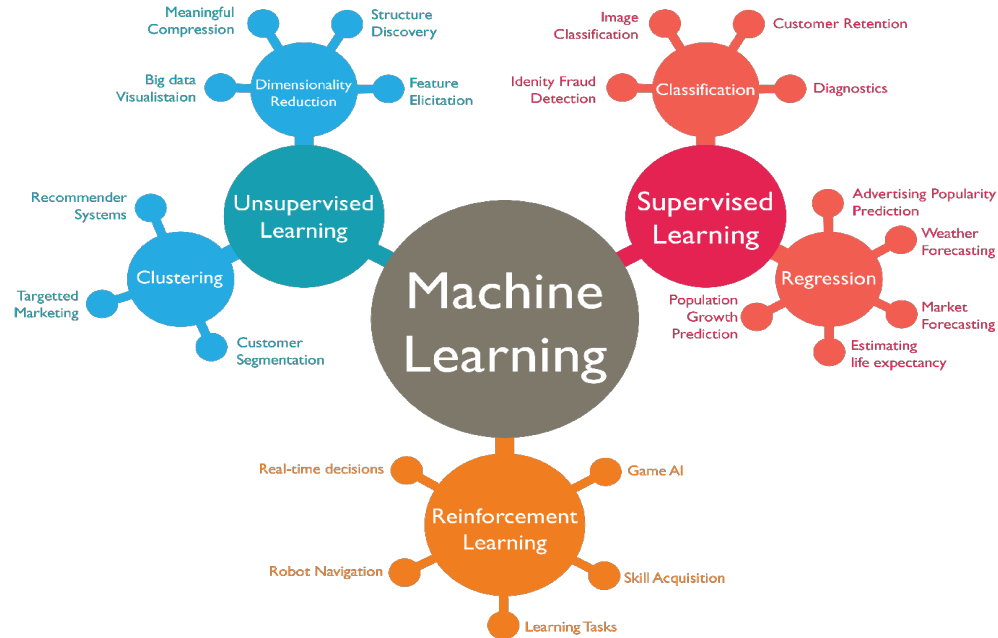 Meaningful
Compression
Structure
Discovery
Big data
Visualistaion
Dimensionality
Reduction
Feature
Elicitation
Unsupervised
Learning
Recommender
Systems
Clustering
Targetted
Marketing
Customer
Segmentation
Machine
Learning
Image
Classification
Customer Retention
Idenity Fraud
Detection
Classification
Diagnostics
Supervised
Learning
Advertising Popularity
Prediction
Weather
Forecasting
Regression
Population
Growth
Prediction
Market
Forecasting
Estimating
life expectancy
Real-time decisions
Game AI
Reinforcement
Learning
Robot Navigation
Skill Acquisition
Learning Tasks